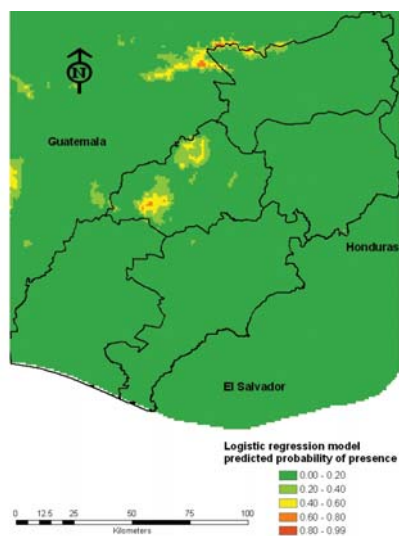 N
Guatemala
Honduras
El Salvador
Logistic regression model
predicted probability of presence
0.00 - 0.20
0.20 - 0.40
0.40 - 0.60
0.60 - 0.80
0.80 - 0.99
0 12.5 25 50 75 100
Kilometers